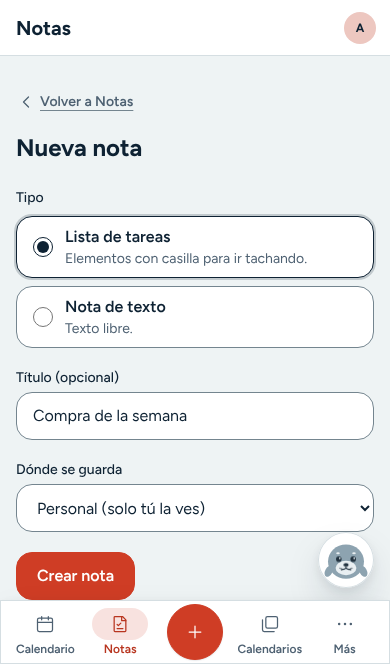 Notas
A
Volver a Notas
Nueva nota
Tipo
Lista de tareas
Elementos con casilla para ir tachando.
Nota de texto
Texto libre.
Título (opcional)
Compra de la semana
Dónde se guarda
Personal (solo tú la ves)
Crear nota
Calendario
Notas
Calendarios
Más